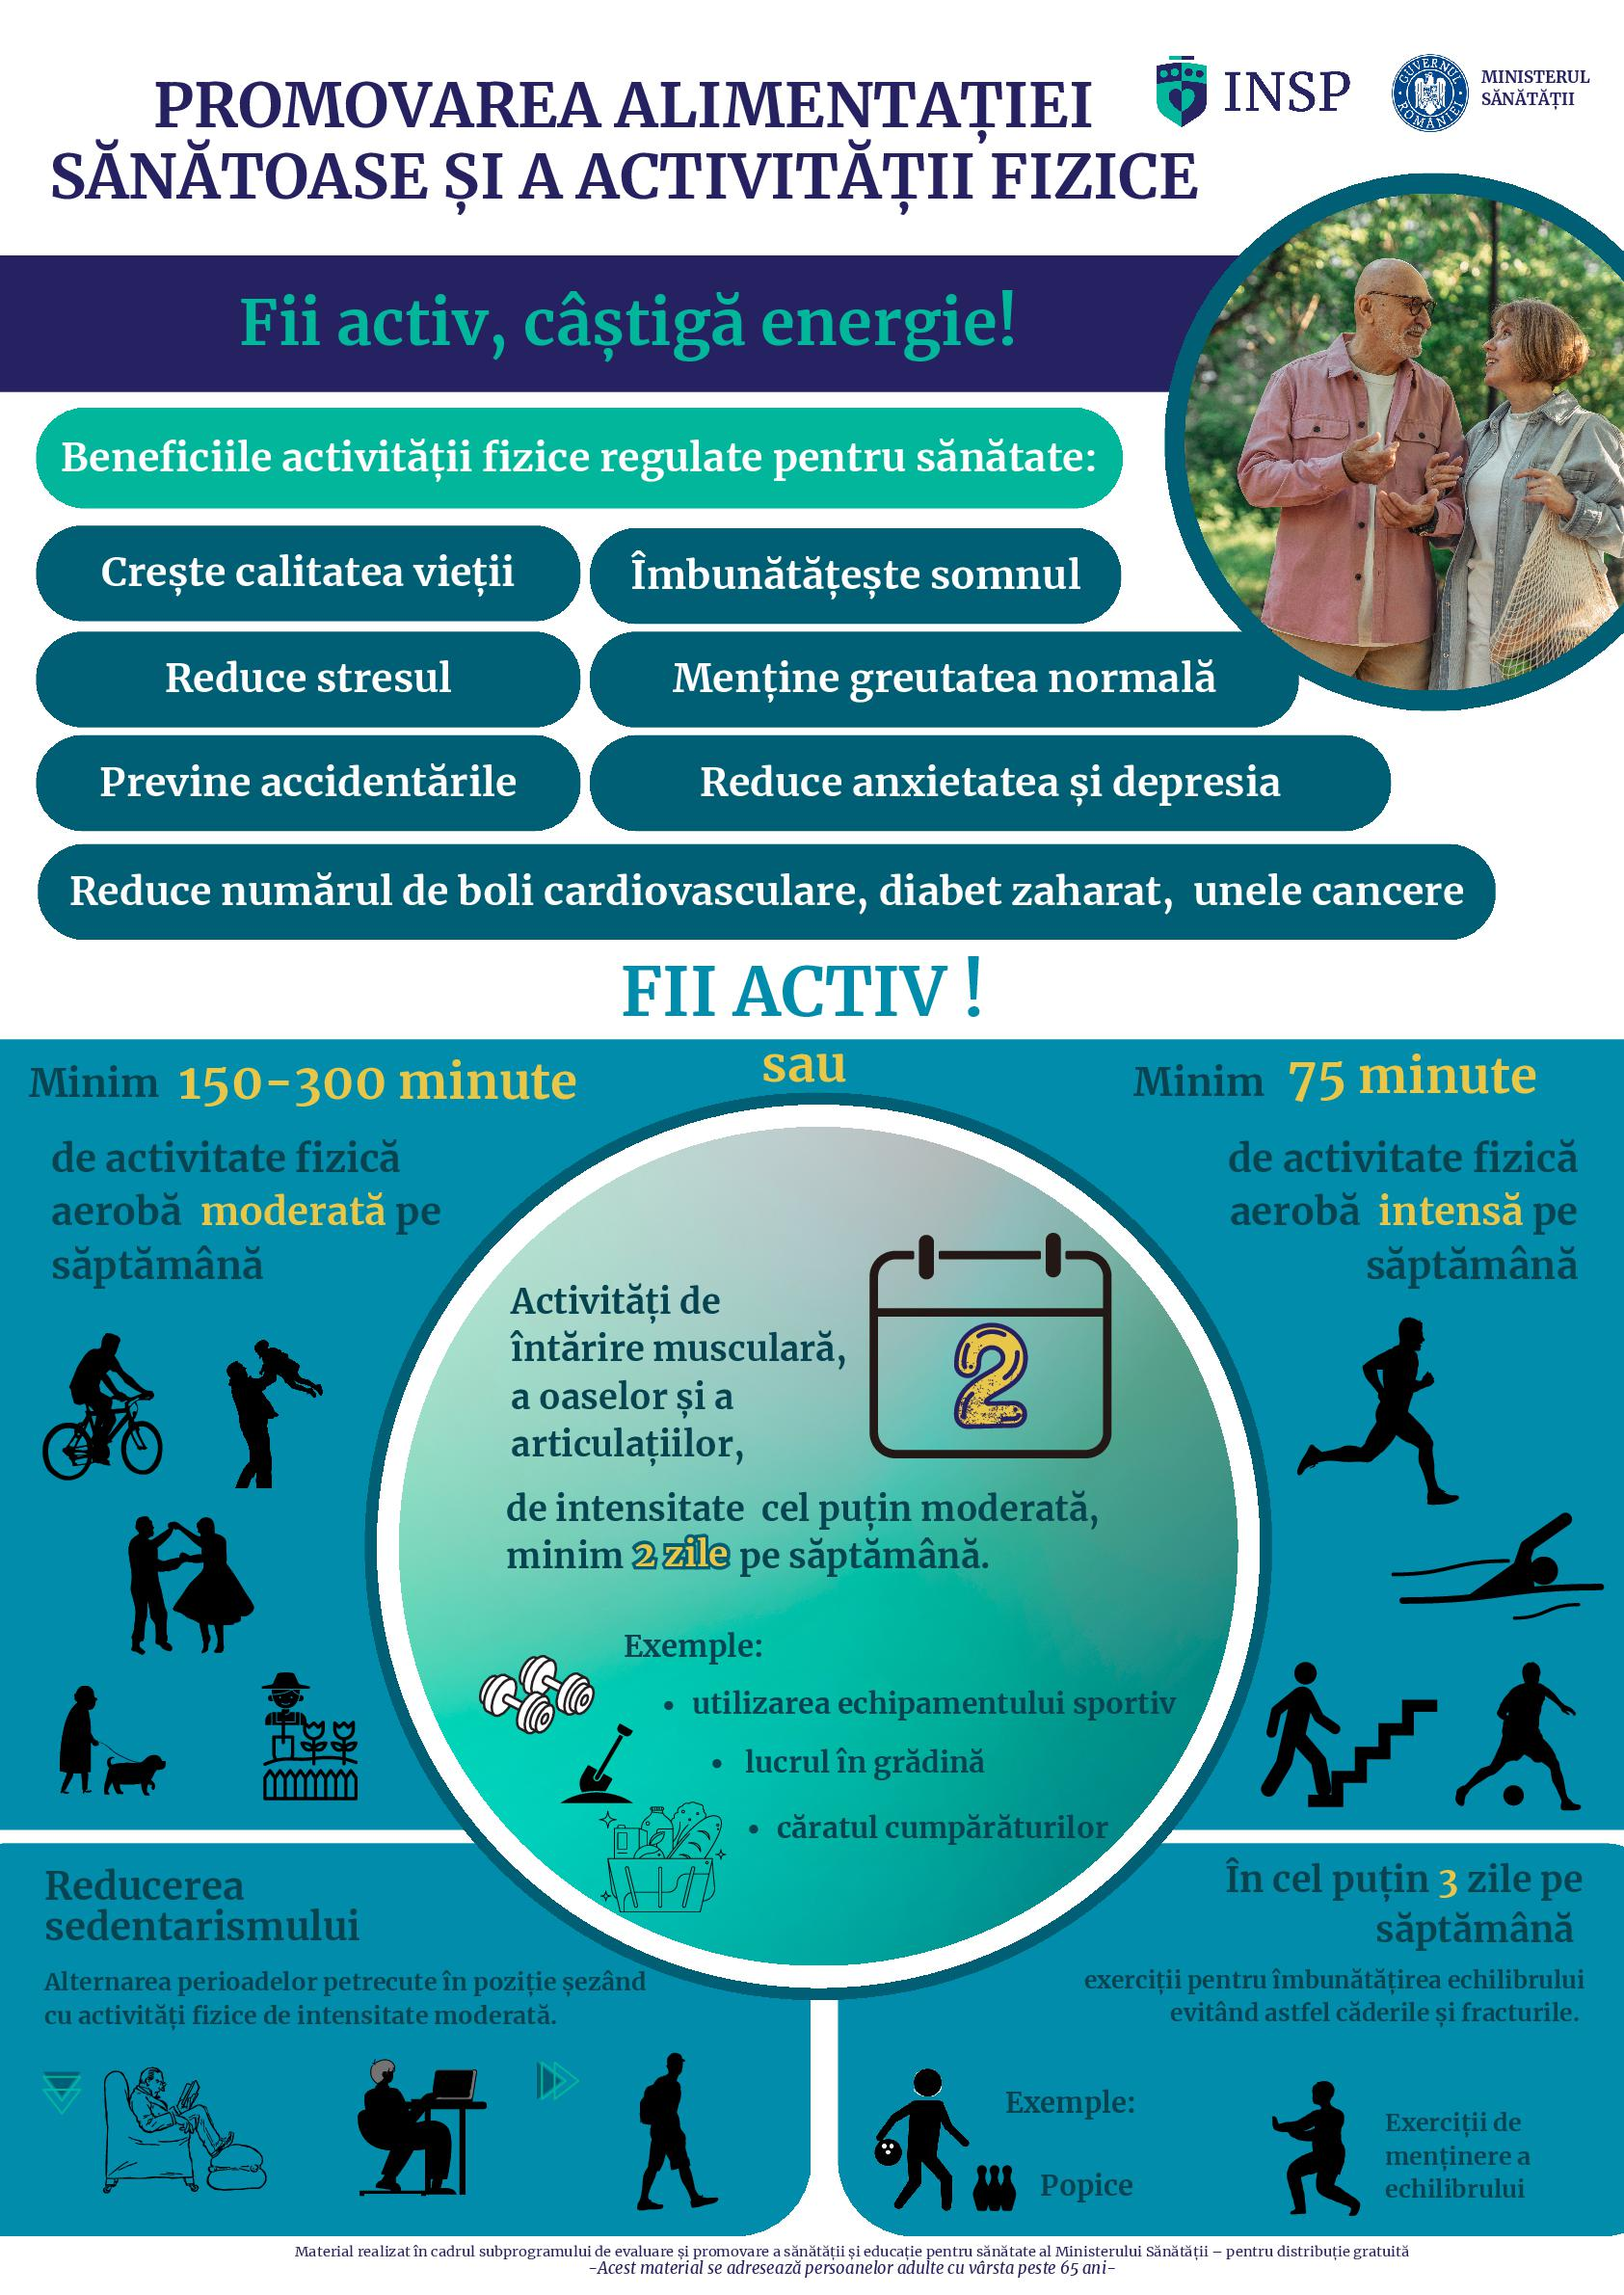 PROMOVAREA ALIMENTAȚIEI
SĂNĂTOASE ȘI A ACTIVITĂȚII FIZICE
INSP
GUVERNUL ROMÂNIEI
MINISTERUL
SĂNĂTĂȚII
Fii activ, câștigă energie!
Beneficiile activității fizice regulate pentru sănătate:
Crește calitatea vieții
Îmbunătățește somnul
Reduce stresul
Menține greutatea normală
Previne accidentările
Reduce anxietatea și depresia
Reduce numărul de boli cardiovasculare, diabet zaharat, unele cancere
FII ACTIV !
Minim 150-300 minute
de activitate fizică
aerobă moderată pe
săptămână
sau
Minim 75 minute
de activitate fizică
aerobă intensă pe
săptămână
Activități de
întărire musculară,
a oaselor și a
articulațiilor,
2
de intensitate cel puțin moderată,
minim 2 zile pe săptămână.
Exemple:
• utilizarea echipamentului sportiv
• lucrul în grădină
• căratul cumpărăturilor
Reducerea
sedentarismului
Alternarea perioadelor petrecute în poziție șezând
cu activități fizice de intensitate moderată.
În cel puțin 3 zile pe
săptămână
exerciții pentru îmbunătățirea echilibrului
evitând astfel căderile și fracturile.
Exemple:
Popice
Exerciții de
menținere a
echilibrului
Material realizat în cadrul subprogramului de evaluare și promovare a sănătății și educație pentru sănătate al Ministerului Sănătății – pentru distribuție gratuită
-Acest material se adresează persoanelor adulte cu vârsta peste 65 ani-